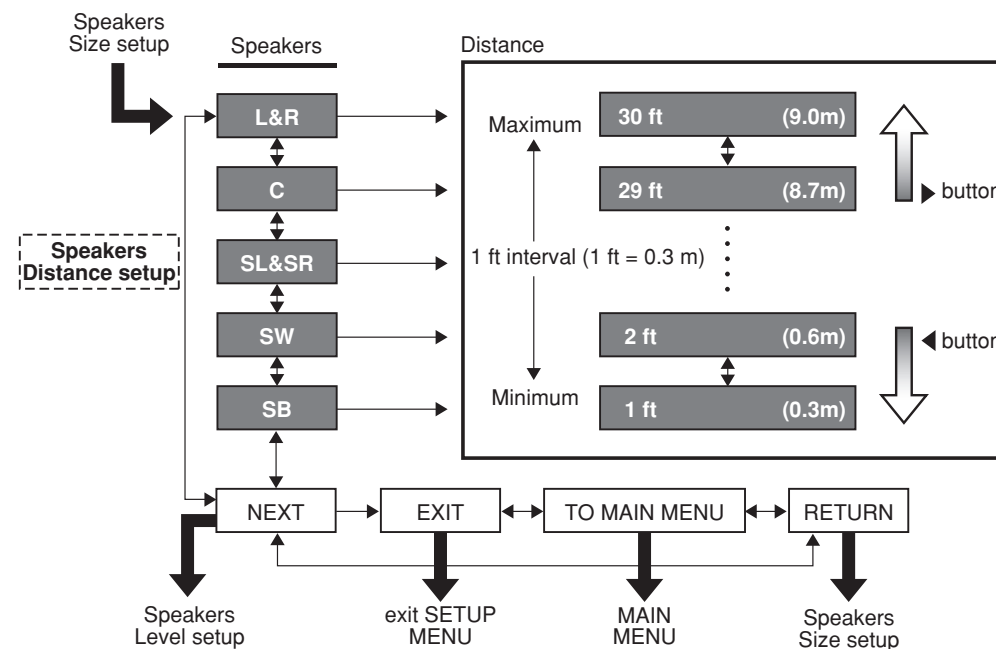 Speakers
Size setup
Speakers
Distance
L&R
Maximum
30 ft (9.0m)
C
29 ft (8.7m)
▶ button
Speakers
Distance setup
SL&SR
1 ft interval (1 ft = 0.3 m)
SW
2 ft (0.6m)
◀ button
SB
Minimum
1 ft (0.3m)
NEXT
EXIT
TO MAIN MENU
RETURN
Speakers
Level setup
exit SETUP
MENU
MAIN
MENU
Speakers
Size setup